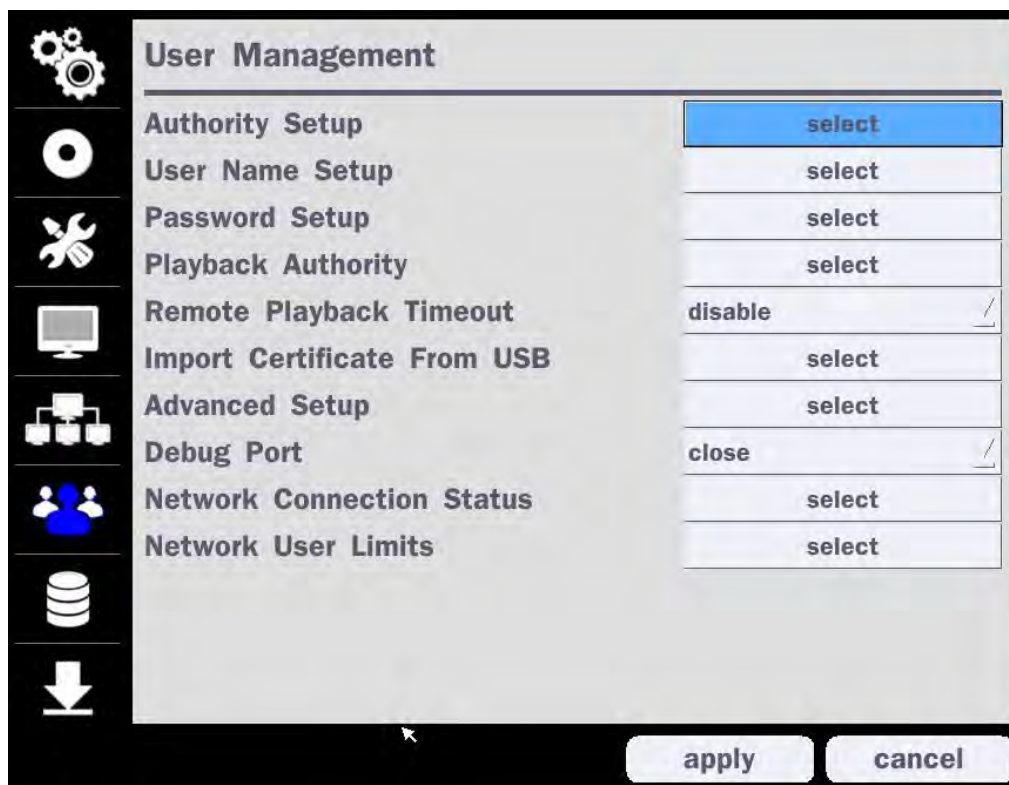 User Management
Authority Setup select
User Name Setup select
Password Setup select
Playback Authority select
Remote Playback Timeout disable
Import Certificate From USB select
Advanced Setup select
Debug Port close
Network Connection Status select
Network User Limits select
apply cancel